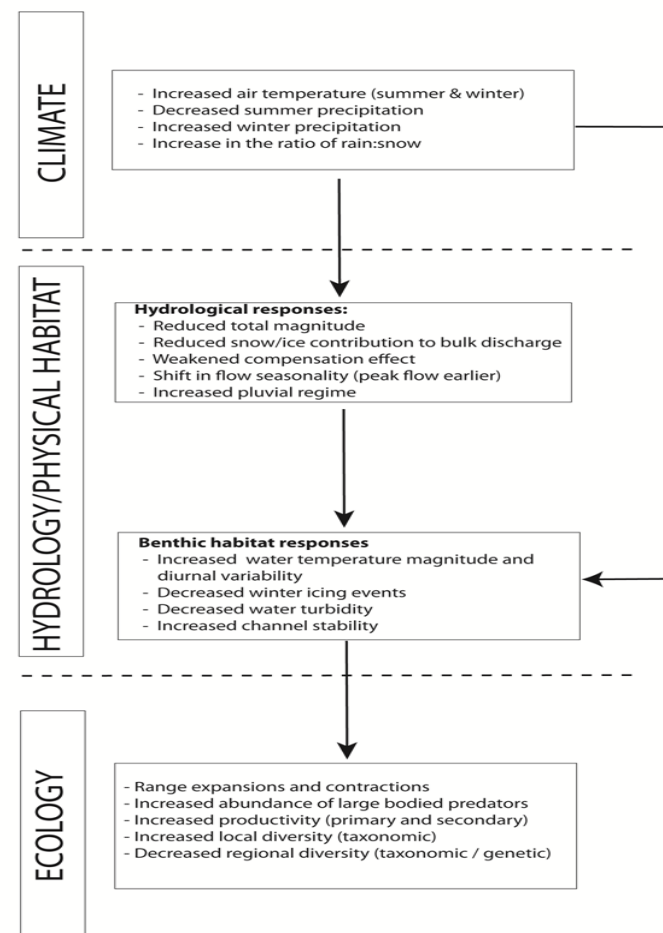 CLIMATE
- Increased air temperature (summer & winter)
- Decreased summer precipitation
- Increased winter precipitation
- Increase in the ratio of rain:snow
HYDROLOGY/PHYSICAL HABITAT
Hydrological responses:
- Reduced total magnitude
- Reduced snow/ice contribution to bulk discharge
- Weakened compensation effect
- Shift in flow seasonality (peak flow earlier)
- Increased pluvial regime
Benthic habitat responses
- Increased water temperature magnitude and
diurnal variability
- Decreased winter icing events
- Decreased water turbidity
- Increased channel stability
ECOLOGY
- Range expansions and contractions
- Increased abundance of large bodied predators
- Increased productivity (primary and secondary)
- Increased local diversity (taxonomic)
- Decreased regional diversity (taxonomic / genetic)